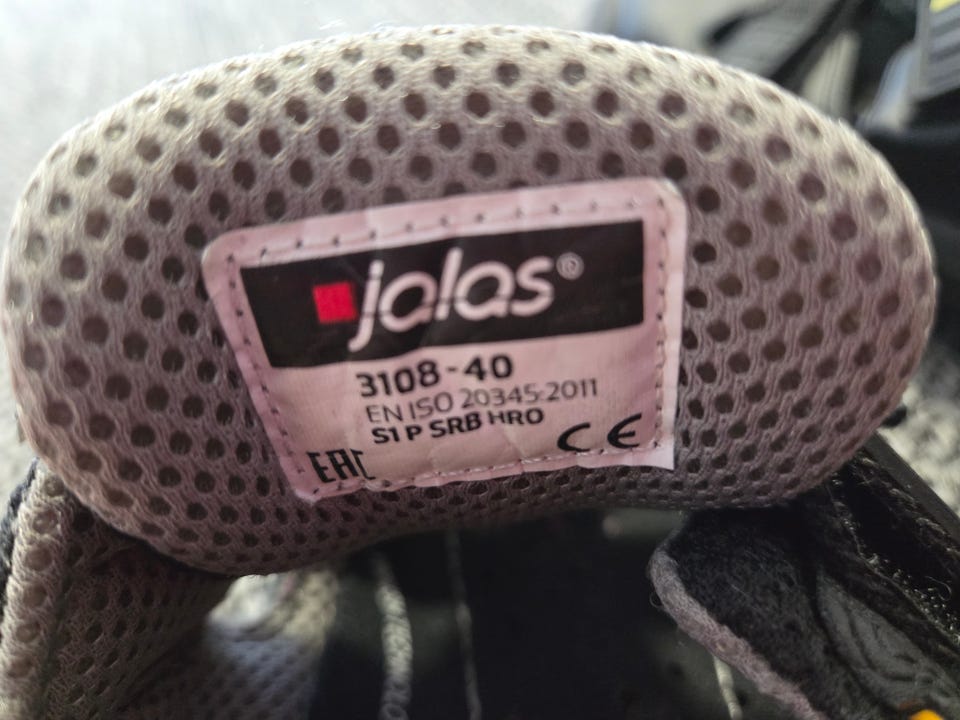 jalas®
3108-40
EN ISO 20345:2011
S1 P SRB HRO
EAC CE